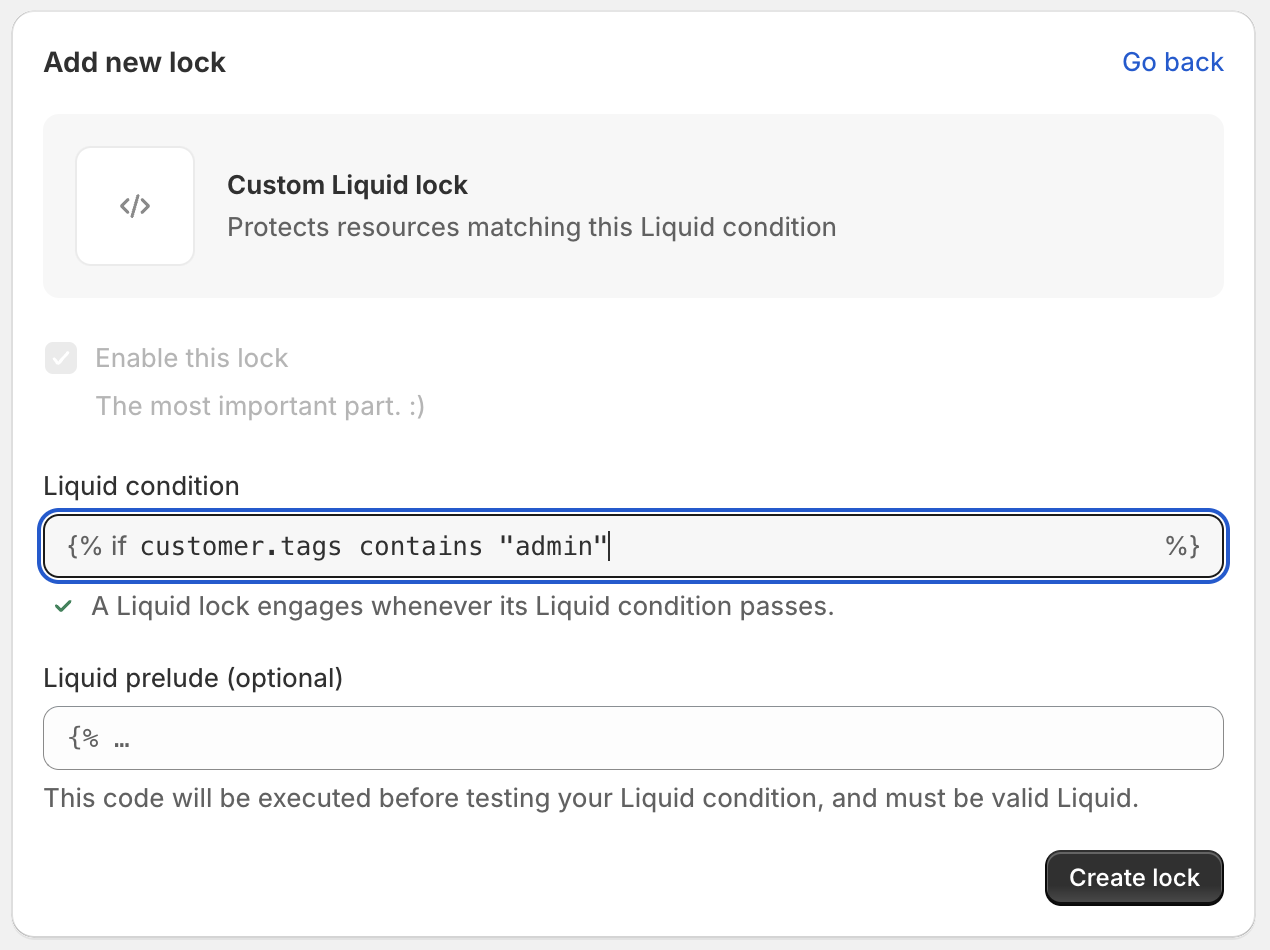 Add new lock
Go back
</>
Custom Liquid lock
Protects resources matching this Liquid condition
Enable this lock
The most important part. :)
Liquid condition
{% if customer.tags contains "admin" %}
A Liquid lock engages whenever its Liquid condition passes.
Liquid prelude (optional)
{% …
This code will be executed before testing your Liquid condition, and must be valid Liquid.
Create lock